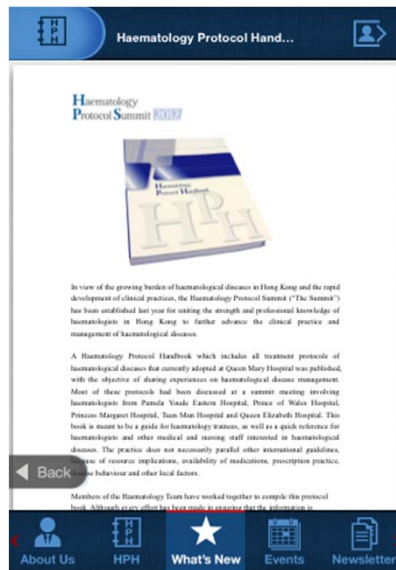 H
P
H
Haematology Protocol Hand...
Haematology
Protocol Summit 2012
Haematology
Protocol Handbook
HPH
In view of the growing burden of haematological diseases in Hong Kong and the rapid
development of clinical practices, the Haematology Protocol Summit ("The Summit")
has been established last year for uniting the strength and professional knowledge of
haematologists in Hong Kong to further advance the clinical practice and
management of haematological diseases.
A Haematology Protocol Handbook which includes all treatment protocols of
haematological diseases that currently adopted at Queen Mary Hospital was published,
with the objective of sharing experiences on haematological disease management.
Most of these protocols had been discussed at a summit meeting involving
haematologists from Pamela Youde Eastern Hospital, Prince of Wales Hospital,
Princess Margaret Hospital, Tuen Mun Hospital and Queen Elizabeth Hospital. This
book is meant to be a guide for haematology trainees, as well as a quick reference for
haematologists and other medical and nursing staff interested in haematological
diseases. The practice does not necessarily parallel other international guidelines,
of resource implications, availability of medications, prescription practice,
behaviour and other local factors.
Back
Members of the Haematology Team have worked together to compile this protocol
book. Although every effort has been made in ensuring that the information is
About Us
H
P
H
HPH
What's New
Events
Newsletter